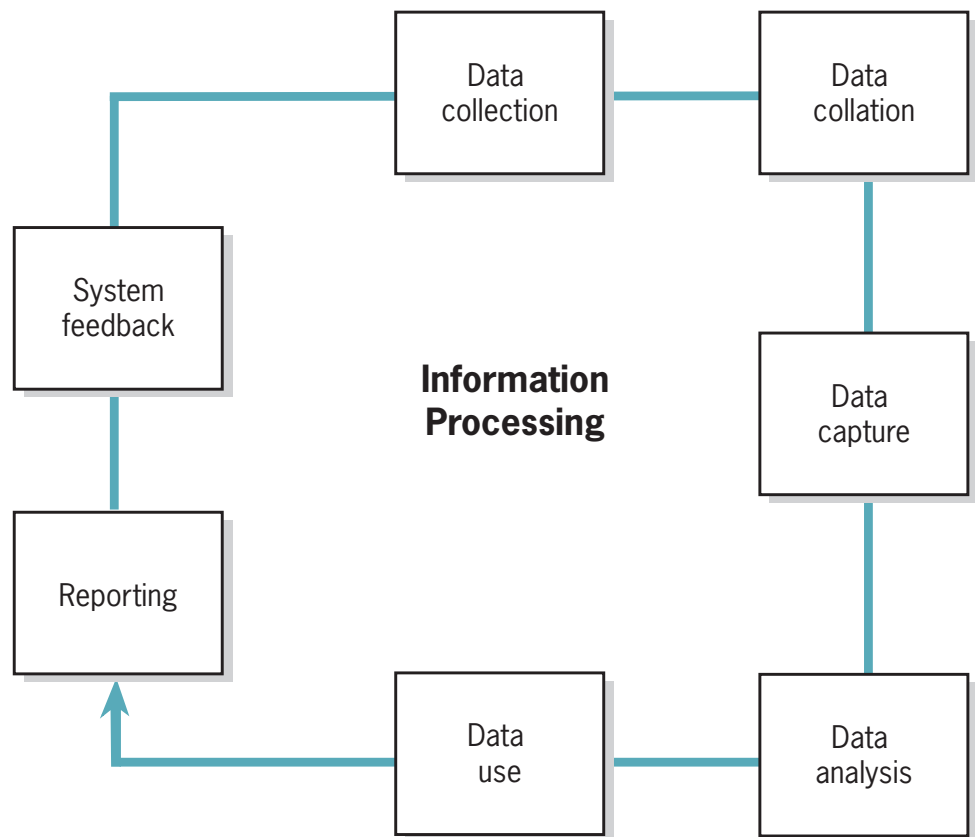 Data
collection
Data
collation
System
feedback
Information
Processing
Data
capture
Reporting
Data
use
Data
analysis